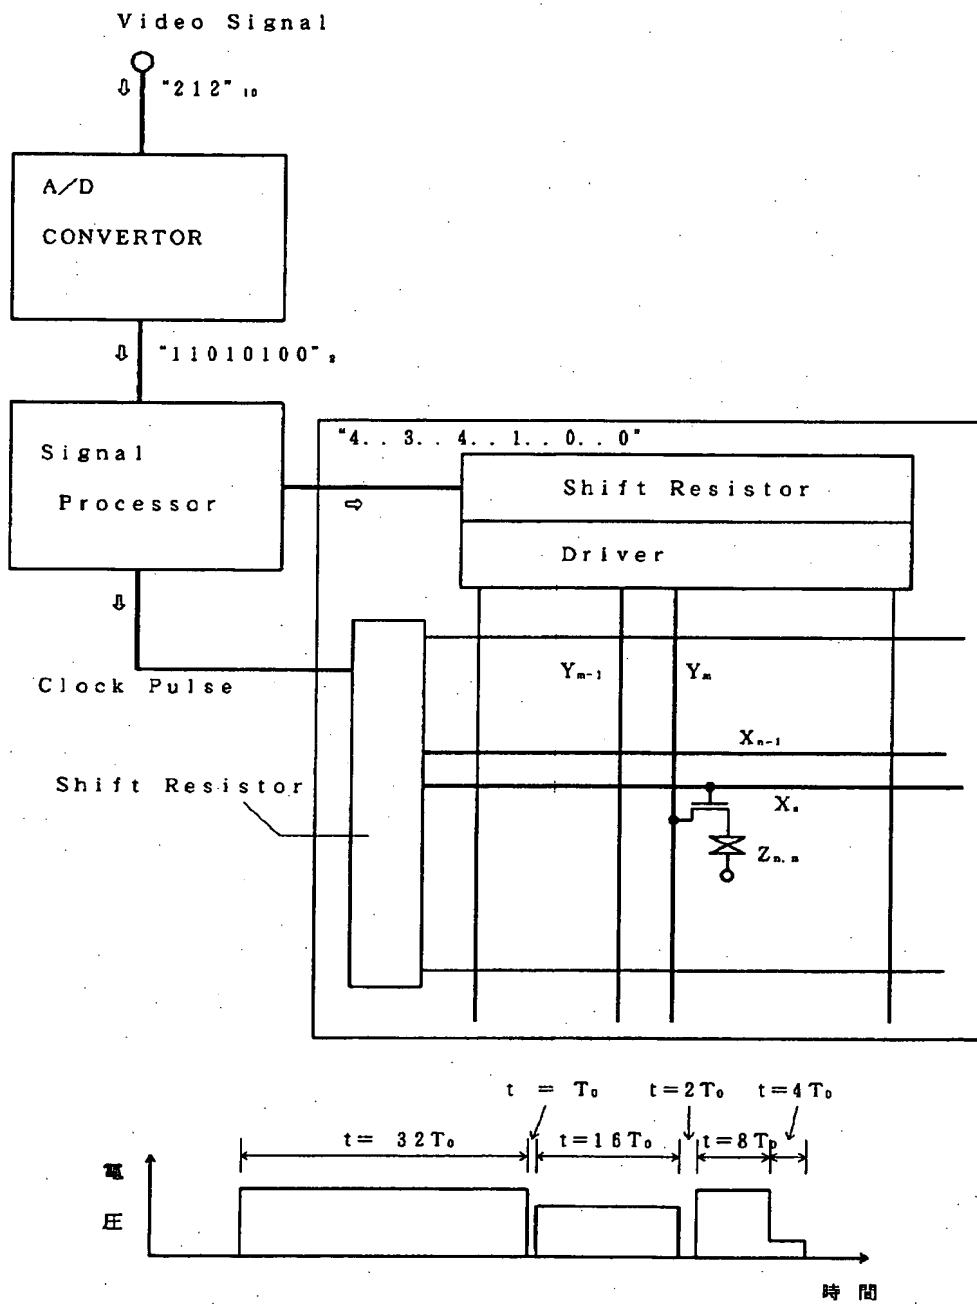 Video Signal
"212"₁₀
A/D
CONVERTOR
"11010100"₂
Signal
Processor
"4..3..4..1..0..0"
Shift Resistor
Driver
Clock Pulse
Yₘ₋₁
Yₘ
Xₙ₋₁
Shift Resistor
Xₙ
Zₙ,ₘ
t = T₀
t=2T₀
t=4T₀
t= 32T₀
t=16T₀
t=8T₀
電圧
時間